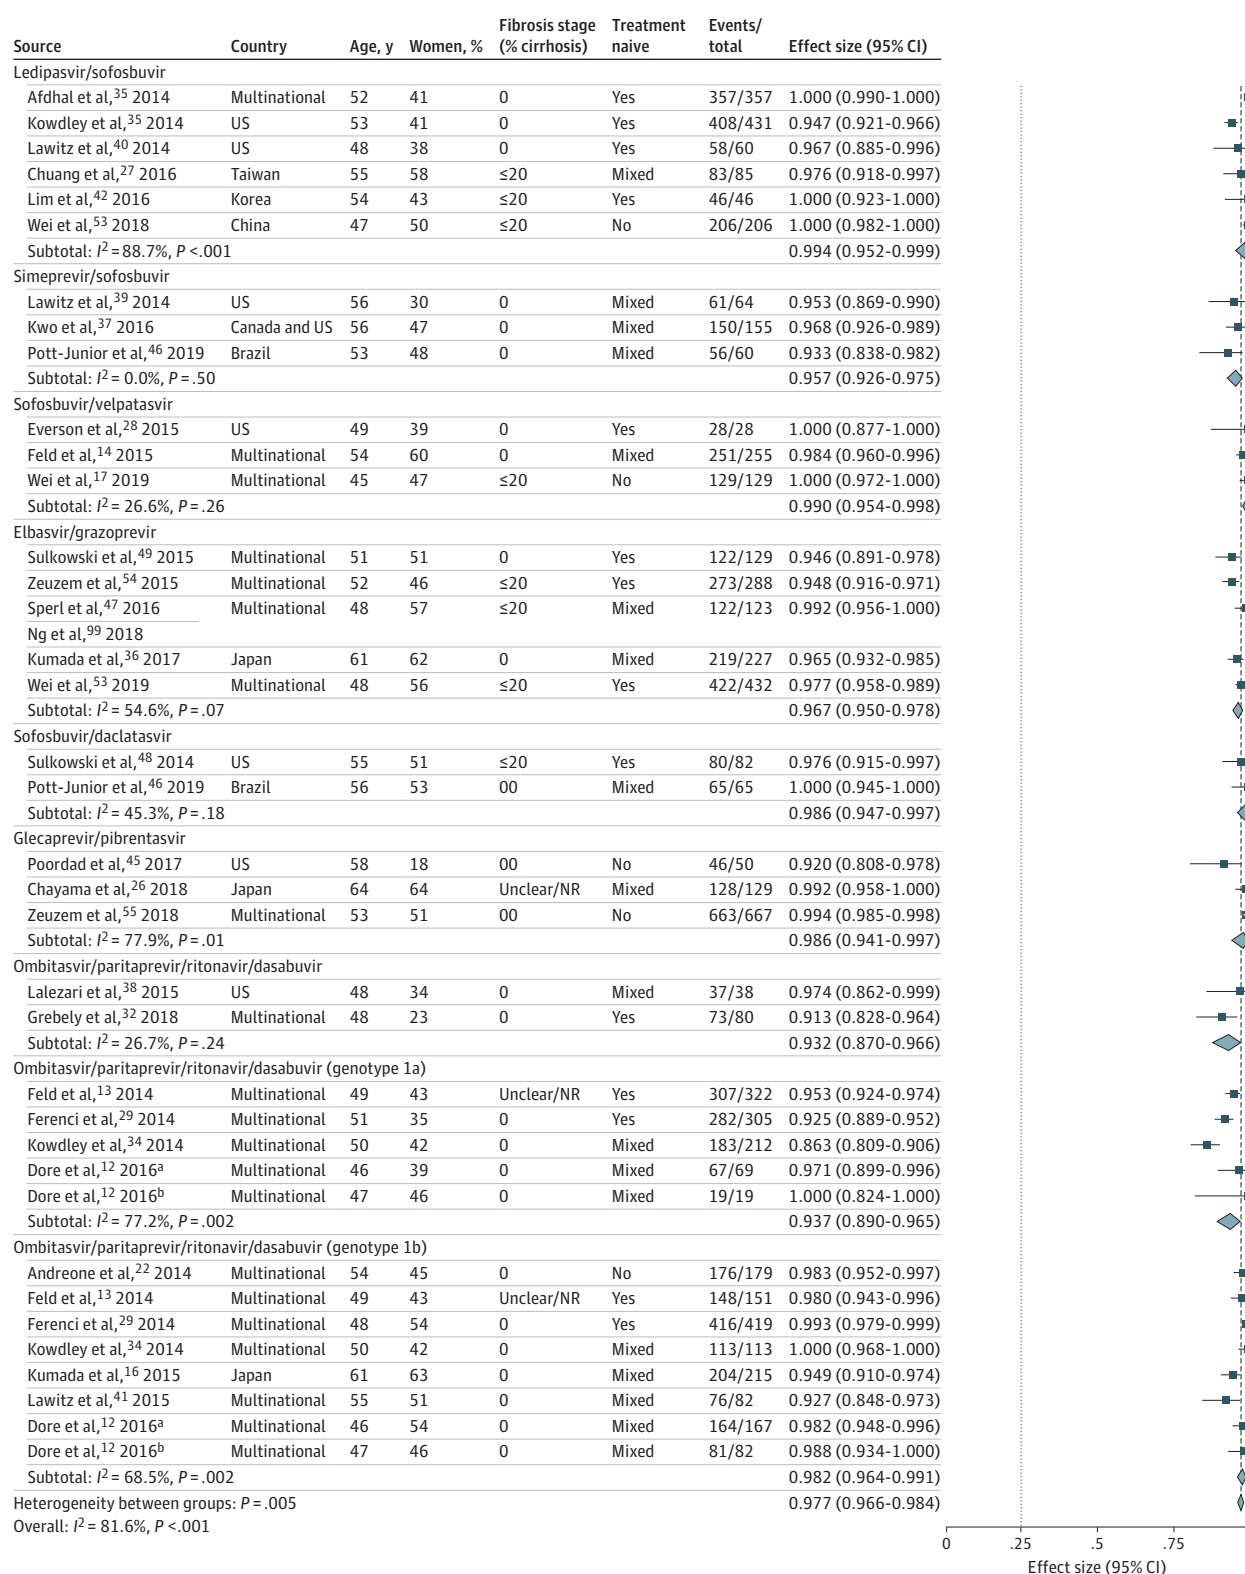 Source Country Age, y Women, % Fibrosis stage (% cirrhosis) Treatment naive Events/ total Effect size (95% CI)
Ledipasvir/sofosbuvir
Afdhal et al,35 2014 Multinational 52 41 0 Yes 357/357 1.000 (0.990-1.000)
Kowdley et al,35 2014 US 53 41 0 Yes 408/431 0.947 (0.921-0.966)
Lawitz et al,40 2014 US 48 38 0 Yes 58/60 0.967 (0.885-0.996)
Chuang et al,27 2016 Taiwan 55 58 ≤20 Mixed 83/85 0.976 (0.918-0.997)
Lim et al,42 2016 Korea 54 43 ≤20 Yes 46/46 1.000 (0.923-1.000)
Wei et al,53 2018 China 47 50 ≤20 No 206/206 1.000 (0.982-1.000)
Subtotal: I2 = 88.7%, P <.001 0.994 (0.952-0.999)
Simeprevir/sofosbuvir
Lawitz et al,39 2014 US 56 30 0 Mixed 61/64 0.953 (0.869-0.990)
Kwo et al,37 2016 Canada and US 56 47 0 Mixed 150/155 0.968 (0.926-0.989)
Pott-Junior et al,46 2019 Brazil 53 48 0 Mixed 56/60 0.933 (0.838-0.982)
Subtotal: I2 = 0.0%, P = .50 0.957 (0.926-0.975)
Sofosbuvir/velpatasvir
Everson et al,28 2015 US 49 39 0 Yes 28/28 1.000 (0.877-1.000)
Feld et al,14 2015 Multinational 54 60 0 Mixed 251/255 0.984 (0.960-0.996)
Wei et al,17 2019 Multinational 45 47 ≤20 No 129/129 1.000 (0.972-1.000)
Subtotal: I2 = 26.6%, P = .26 0.990 (0.954-0.998)
Elbasvir/grazoprevir
Sulkowski et al,49 2015 Multinational 51 51 0 Yes 122/129 0.946 (0.891-0.978)
Zeuzem et al,54 2015 Multinational 52 46 ≤20 Yes 273/288 0.948 (0.916-0.971)
Sperl et al,47 2016 Multinational 48 57 ≤20 Mixed 122/123 0.992 (0.956-1.000)
Ng et al,99 2018
Kumada et al,36 2017 Japan 61 62 0 Mixed 219/227 0.965 (0.932-0.985)
Wei et al,53 2019 Multinational 48 56 ≤20 Yes 422/432 0.977 (0.958-0.989)
Subtotal: I2 = 54.6%, P = .07 0.967 (0.950-0.978)
Sofosbuvir/daclatasvir
Sulkowski et al,48 2014 US 55 51 ≤20 Yes 80/82 0.976 (0.915-0.997)
Pott-Junior et al,46 2019 Brazil 56 53 00 Mixed 65/65 1.000 (0.945-1.000)
Subtotal: I2 = 45.3%, P = .18 0.986 (0.947-0.997)
Glecaprevir/pibrentasvir
Poordad et al,45 2017 US 58 18 00 No 46/50 0.920 (0.808-0.978)
Chayama et al,26 2018 Japan 64 64 Unclear/NR Mixed 128/129 0.992 (0.958-1.000)
Zeuzem et al,55 2018 Multinational 53 51 00 No 663/667 0.994 (0.985-0.998)
Subtotal: I2 = 77.9%, P = .01 0.986 (0.941-0.997)
Ombitasvir/paritaprevir/ritonavir/dasabuvir
Lalezari et al,38 2015 US 48 34 0 Mixed 37/38 0.974 (0.862-0.999)
Grebely et al,32 2018 Multinational 48 23 0 Yes 73/80 0.913 (0.828-0.964)
Subtotal: I2 = 26.7%, P = .24 0.932 (0.870-0.966)
Ombitasvir/paritaprevir/ritonavir/dasabuvir (genotype 1a)
Feld et al,13 2014 Multinational 49 43 Unclear/NR Yes 307/322 0.953 (0.924-0.974)
Ferenci et al,29 2014 Multinational 51 35 0 Yes 282/305 0.925 (0.889-0.952)
Kowdley et al,34 2014 Multinational 50 42 0 Mixed 183/212 0.863 (0.809-0.906)
Dore et al,12 2016a Multinational 46 39 0 Mixed 67/69 0.971 (0.899-0.996)
Dore et al,12 2016b Multinational 47 46 0 Mixed 19/19 1.000 (0.824-1.000)
Subtotal: I2 = 77.2%, P = .002 0.937 (0.890-0.965)
Ombitasvir/paritaprevir/ritonavir/dasabuvir (genotype 1b)
Andreone et al,22 2014 Multinational 54 45 0 No 176/179 0.983 (0.952-0.997)
Feld et al,13 2014 Multinational 49 43 Unclear/NR Yes 148/151 0.980 (0.943-0.996)
Ferenci et al,29 2014 Multinational 48 54 0 Yes 416/419 0.993 (0.979-0.999)
Kowdley et al,34 2014 Multinational 50 42 0 Mixed 113/113 1.000 (0.968-1.000)
Kumada et al,16 2015 Japan 61 63 0 Mixed 204/215 0.949 (0.910-0.974)
Lawitz et al,41 2015 Multinational 55 51 0 Mixed 76/82 0.927 (0.848-0.973)
Dore et al,12 2016a Multinational 46 54 0 Mixed 164/167 0.982 (0.948-0.996)
Dore et al,12 2016b Multinational 47 46 0 Mixed 81/82 0.988 (0.934-1.000)
Subtotal: I2 = 68.5%, P = .002 0.982 (0.964-0.991)
Heterogeneity between groups: P = .005 0.977 (0.966-0.984)
Overall: I2 = 81.6%, P <.001
0 .25 .5 .75
Effect size (95% CI)